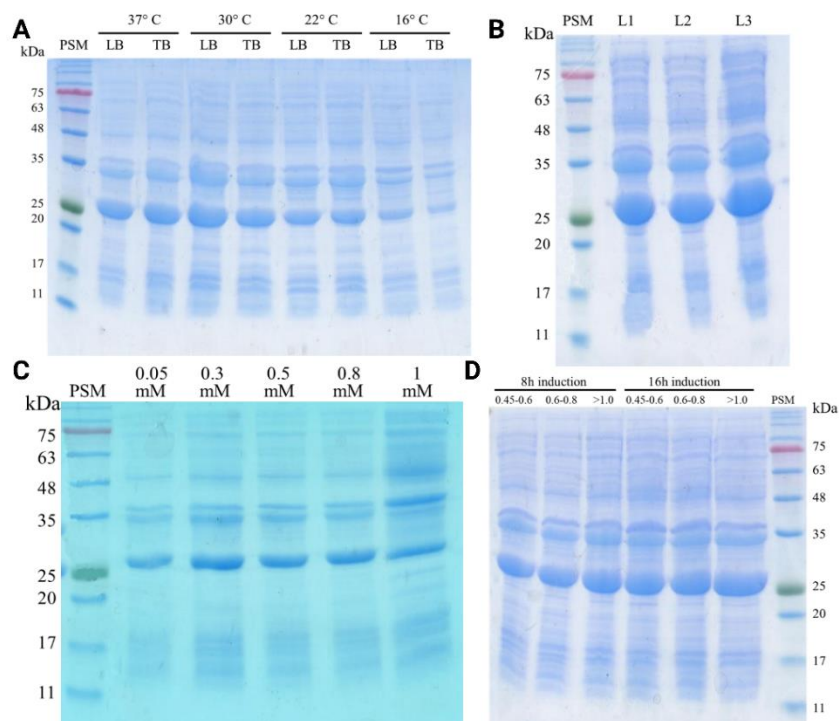 A
37° C 30° C 22° C 16° C
kDa PSM LB TB LB TB LB TB LB TB
75
63
48
35
25
20
17
11
B
PSM L1 L2 L3
kDa
75
63
48
35
25
20
17
11
C
0.05 0.3 0.5 0.8 1
PSM mM mM mM mM mM
kDa
75
63
48
35
25
20
17
11
D
8h induction 16h induction
0.45-0.6 0.6-0.8 >1.0 0.45-0.6 0.6-0.8 >1.0 PSM kDa
75
63
48
35
25
20
17
11